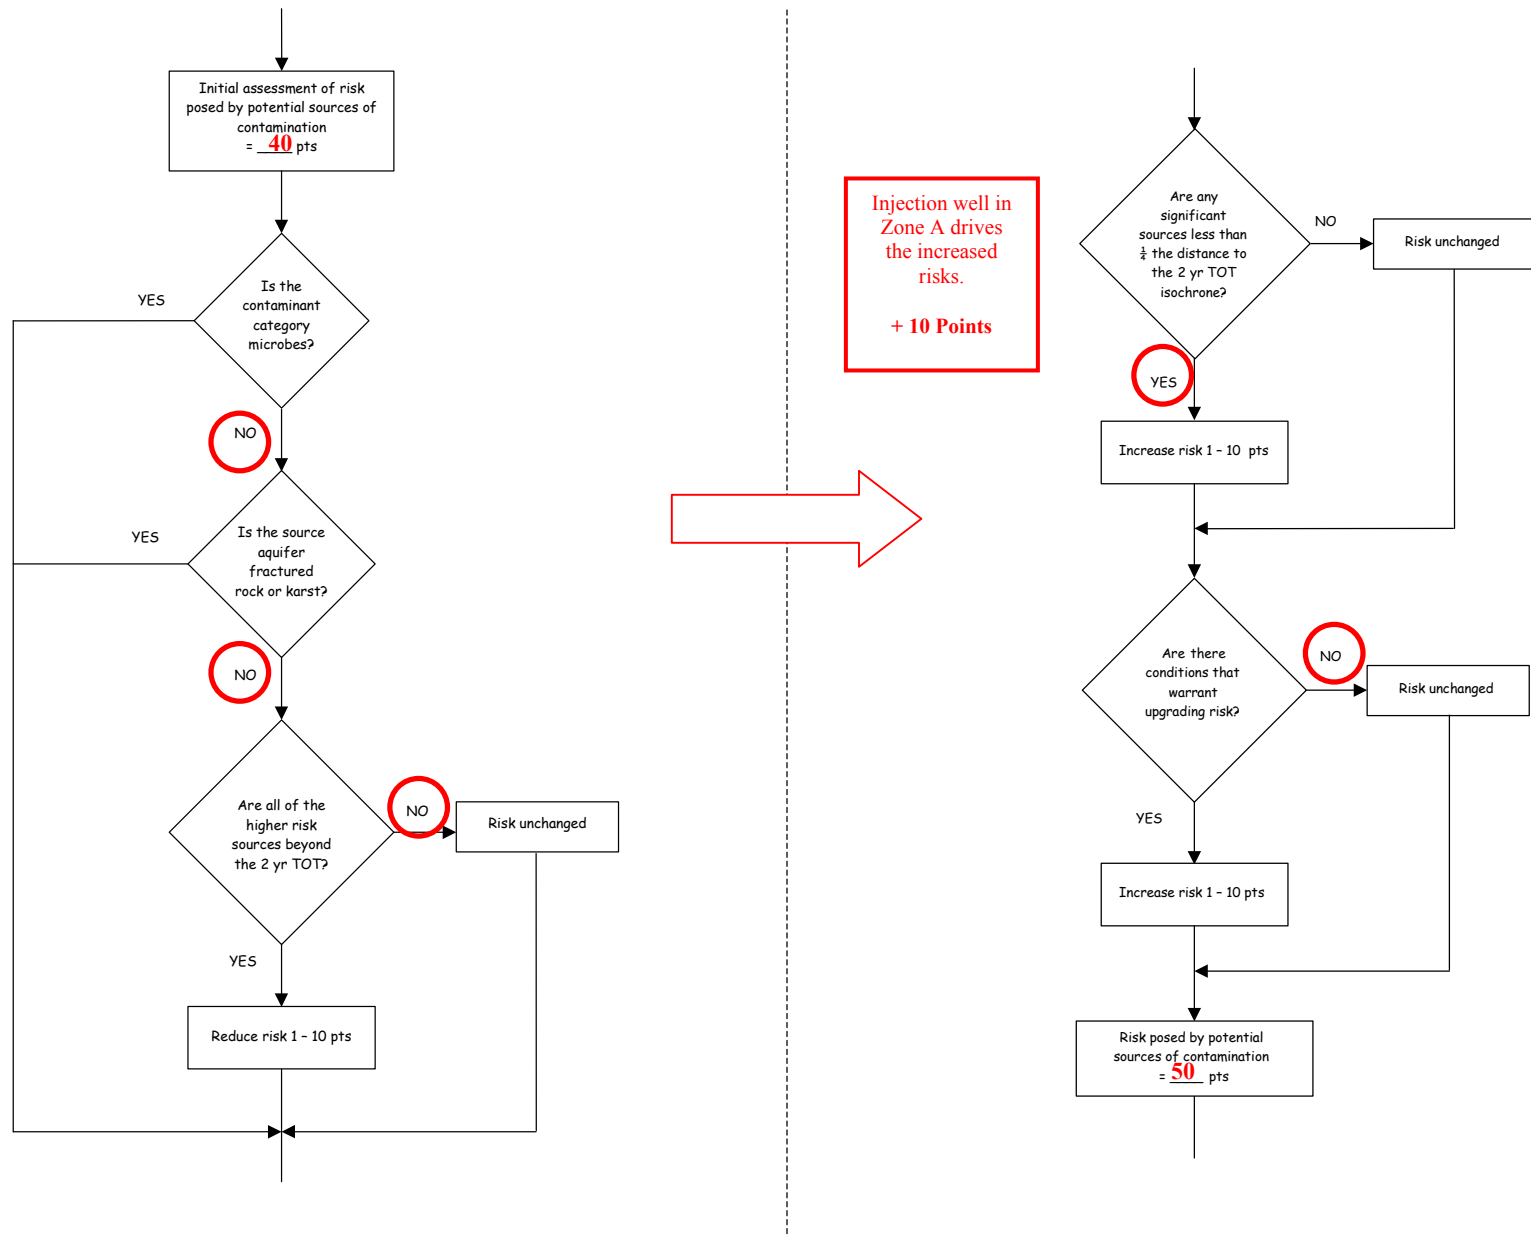 Initial assessment of risk
posed by potential sources of
contamination
= 40 pts
Is the
contaminant
category
microbes?
YES
NO
Is the source
aquifer
fractured
rock or karst?
YES
NO
Are all of the
higher risk
sources beyond
the 2 yr TOT?
NO
Risk unchanged
YES
Reduce risk 1 – 10 pts
Injection well in
Zone A drives
the increased
risks.
+ 10 Points
Are any
significant
sources less than
¼ the distance to
the 2 yr TOT
isochrone?
NO
Risk unchanged
YES
Increase risk 1 – 10 pts
Are there
conditions that
warrant
upgrading risk?
NO
Risk unchanged
YES
Increase risk 1 – 10 pts
Risk posed by potential
sources of contamination
= 50 pts